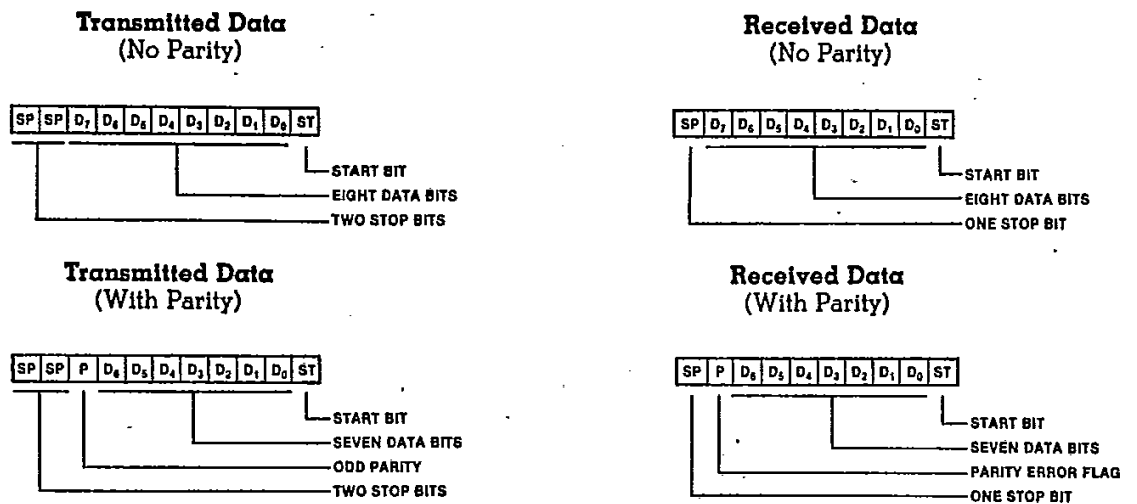 Transmitted Data
(No Parity)
SP SP D7 D6 D5 D4 D3 D2 D1 D0 ST
START BIT
EIGHT DATA BITS
TWO STOP BITS
Received Data
(No Parity)
SP D7 D6 D5 D4 D3 D2 D1 D0 ST
START BIT
EIGHT DATA BITS
ONE STOP BIT
Transmitted Data
(With Parity)
SP SP P D6 D5 D4 D3 D2 D1 D0 ST
START BIT
SEVEN DATA BITS
ODD PARITY
TWO STOP BITS
Received Data
(With Parity)
SP P D6 D5 D4 D3 D2 D1 D0 ST
START BIT
SEVEN DATA BITS
PARITY ERROR FLAG
ONE STOP BIT